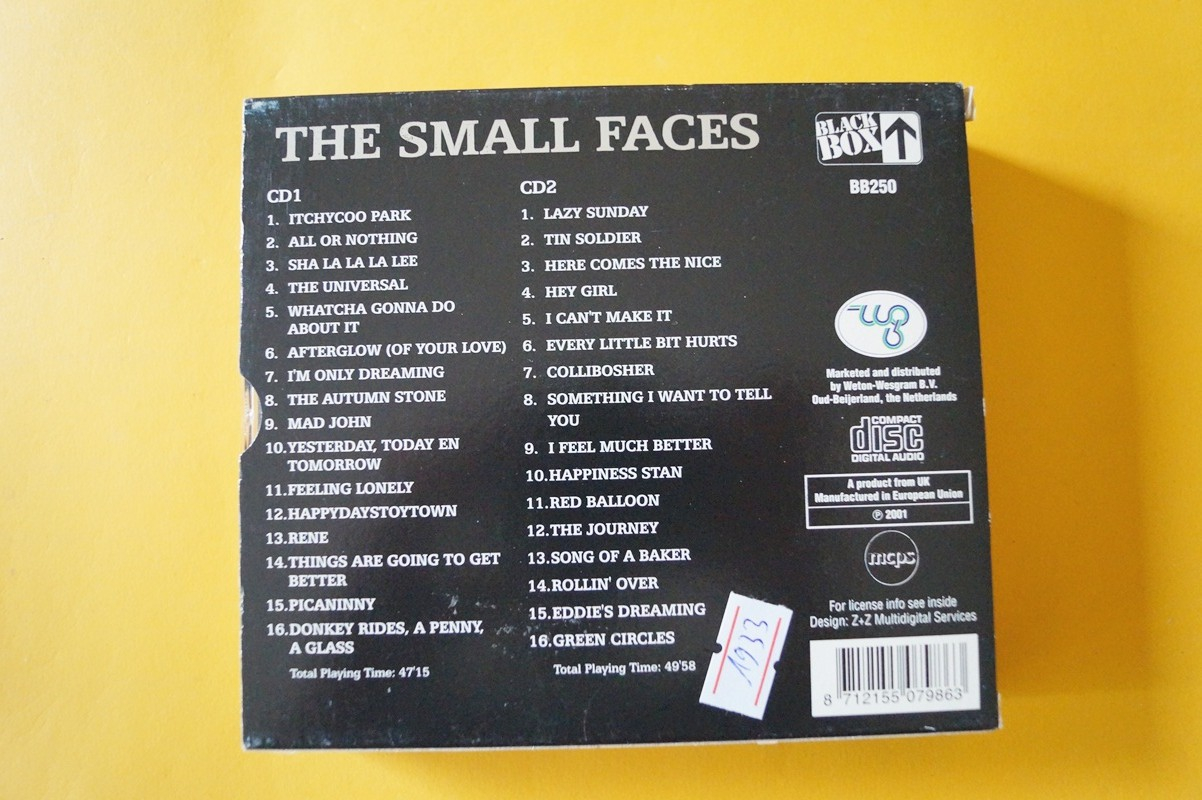 THE SMALL FACES
CD1
1. ITCHYCOO PARK
2. ALL OR NOTHING
3. SHA LA LA LA LEE
4. THE UNIVERSAL
5. WHATCHA GONNA DO
ABOUT IT
6. AFTERGLOW (OF YOUR LOVE)
7. I'M ONLY DREAMING
8. THE AUTUMN STONE
9. MAD JOHN
10. YESTERDAY, TODAY EN
TOMORROW
11. FEELING LONELY
12. HAPPYDAYSTOYTOWN
13. RENE
14. THINGS ARE GOING TO GET
BETTER
15. PICANINNY
16. DONKEY RIDES, A PENNY,
A GLASS
Total Playing Time: 47'15
CD2
1. LAZY SUNDAY
2. TIN SOLDIER
3. HERE COMES THE NICE
4. HEY GIRL
5. I CAN'T MAKE IT
6. EVERY LITTLE BIT HURTS
7. COLLIBOSHER
8. SOMETHING I WANT TO TELL
YOU
9. I FEEL MUCH BETTER
10. HAPPINESS STAN
11. RED BALLOON
12. THE JOURNEY
13. SONG OF A BAKER
14. ROLLIN' OVER
15. EDDIE'S DREAMING
16. GREEN CIRCLES
Total Playing Time: 49'58
1933
BLACK
BOX
BB250
Marketed and distributed
by Weton-Wesgram B.V.
Oud-Beijerland, the Netherlands
COMPACT
disc
DIGITAL AUDIO
A product from UK
Manufactured in European Union
℗ 2001
mcps
For license info see inside
Design: Z+Z Multidigital Services
8 712155 079863